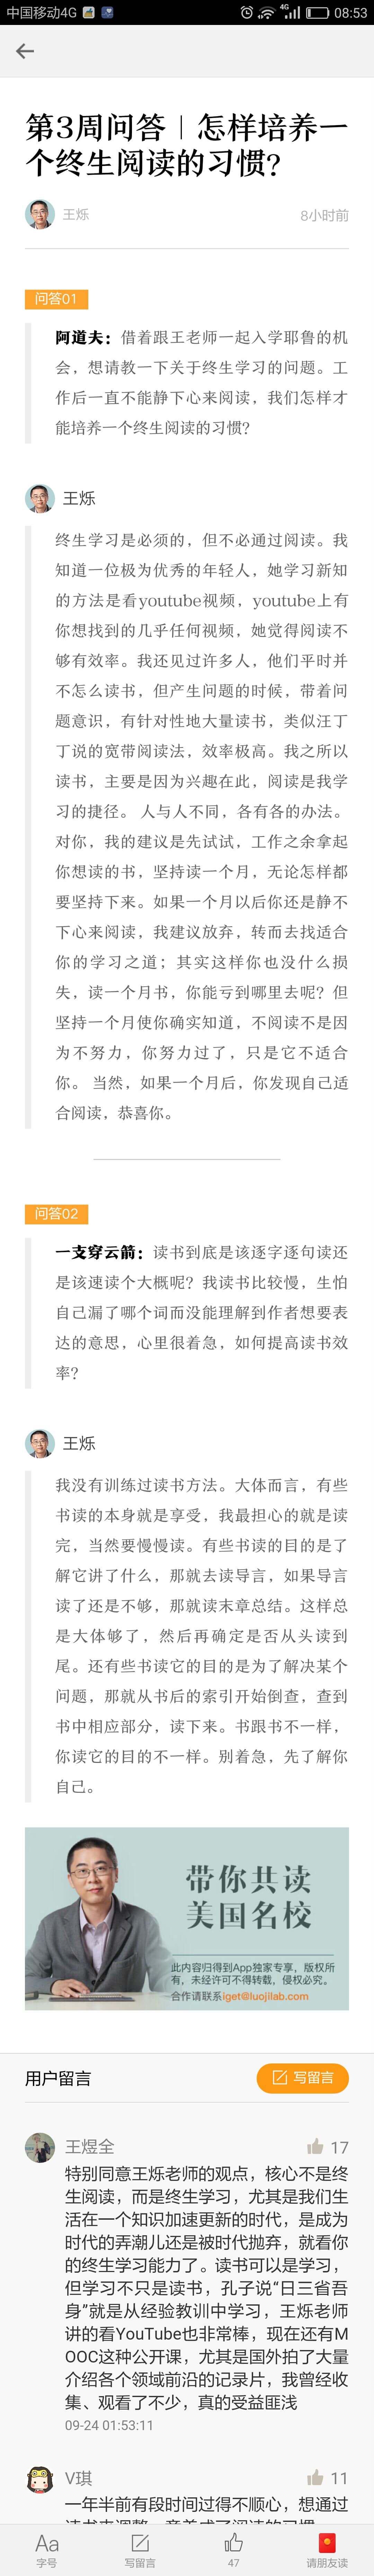 中国移动4G 4G 08:53
第3周问答｜怎样培养一
个终生阅读的习惯？
王烁 8小时前
问答01
阿道夫：借着跟王老师一起入学耶鲁的机
会，想请教一下关于终生学习的问题。工
作后一直不能静下心来阅读，我们怎样才
能培养一个终生阅读的习惯？
王烁
终生学习是必须的，但不必通过阅读。我
知道一位极为优秀的年轻人，她学习新知
的方法是看youtube视频，youtube上有
你想找到的几乎任何视频，她觉得阅读不
够有效率。我还见过许多人，他们平时并
不怎么读书，但产生问题的时候，带着问
题意识，有针对性地大量读书，类似汪丁
丁说的宽带阅读法，效率极高。我之所以
读书，主要是因为兴趣在此，阅读是我学
习的捷径。 人与人不同，各有各的办法。
对你，我的建议是先试试，工作之余拿起
你想读的书，坚持读一个月，无论怎样都
要坚持下来。如果一个月以后你还是静不
下心来阅读，我建议放弃，转而去找适合
你的学习之道；其实这样你也没什么损
失，读一个月书，你能亏到哪里去呢？但
坚持一个月使你确实知道，不阅读不是因
为不努力，你努力过了，只是它不适合
你。 当然，如果一个月后，你发现自己适
合阅读，恭喜你。
问答02
一支穿云箭：读书到底是该逐字逐句读还
是该速读个大概呢？我读书比较慢，生怕
自己漏了哪个词而没能理解到作者想要表
达的意思，心里很着急，如何提高读书效
率？
王烁
我没有训练过读书方法。大体而言，有些
书读的本身就是享受，我最担心的就是读
完，当然要慢慢读。有些书读的目的是了
解它讲了什么，那就去读导言，如果导言
读了还是不够，那就读末章总结。这样总
是大体够了，然后再确定是否从头读到
尾。还有些书读它的目的是为了解决某个
问题，那就从书后的索引开始倒查，查到
书中相应部分，读下来。书跟书不一样，
你读它的目的不一样。别着急，先了解你
自己。
带你共读
美国名校
此内容归得到App独家专享，版权所
有，未经许可不得转载，侵权必究。
合作请联系iget@luojilab.com
用户留言 写留言
王煜全 17
特别同意王烁老师的观点，核心不是终
生阅读，而是终生学习，尤其是我们生
活在一个知识加速更新的时代，是成为
时代的弄潮儿还是被时代抛弃，就看你
的终生学习能力了。读书可以是学习，
但学习不只是读书，孔子说“日三省吾
身”就是从经验教训中学习，王烁老师
讲的看YouTube也非常棒，现在还有M
OOC这种公开课，尤其是国外拍了大量
介绍各个领域前沿的记录片，我曾经收
集、观看了不少，真的受益匪浅
09-24 01:53:11
V琪 11
一年半前有段时间过得不顺心，想通过
Aa
字号 写留言 47 请朋友读